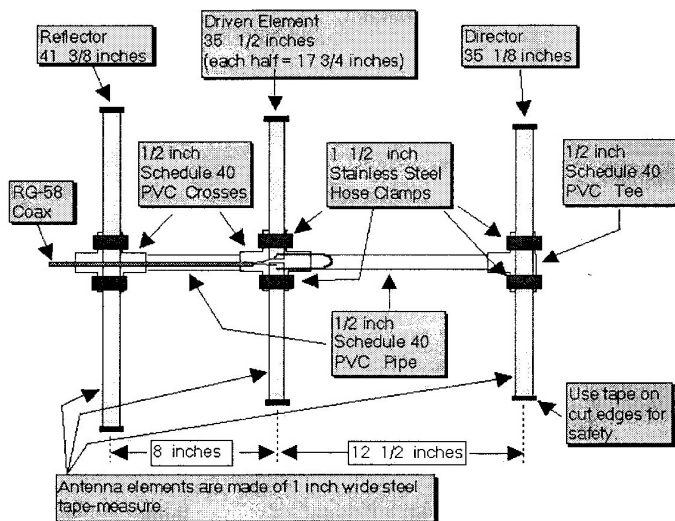 Reflector
41 3/8 inches
Driven Element
35 1/2 inches
(each half = 17 3/4 inches)
Director
35 1/8 inches
RG-58
Coax
1/2 inch
Schedule 40
PVC Crosses
1 1/2 inch
Stainless Steel
Hose Clamps
1/2 inch
Schedule 40
PVC Tee
1/2 inch
Schedule 40
PVC Pipe
Use tape on
cut edges for
safety.
8 inches
12 1/2 inches
Antenna elements are made of 1 inch wide steel
tape-measure.